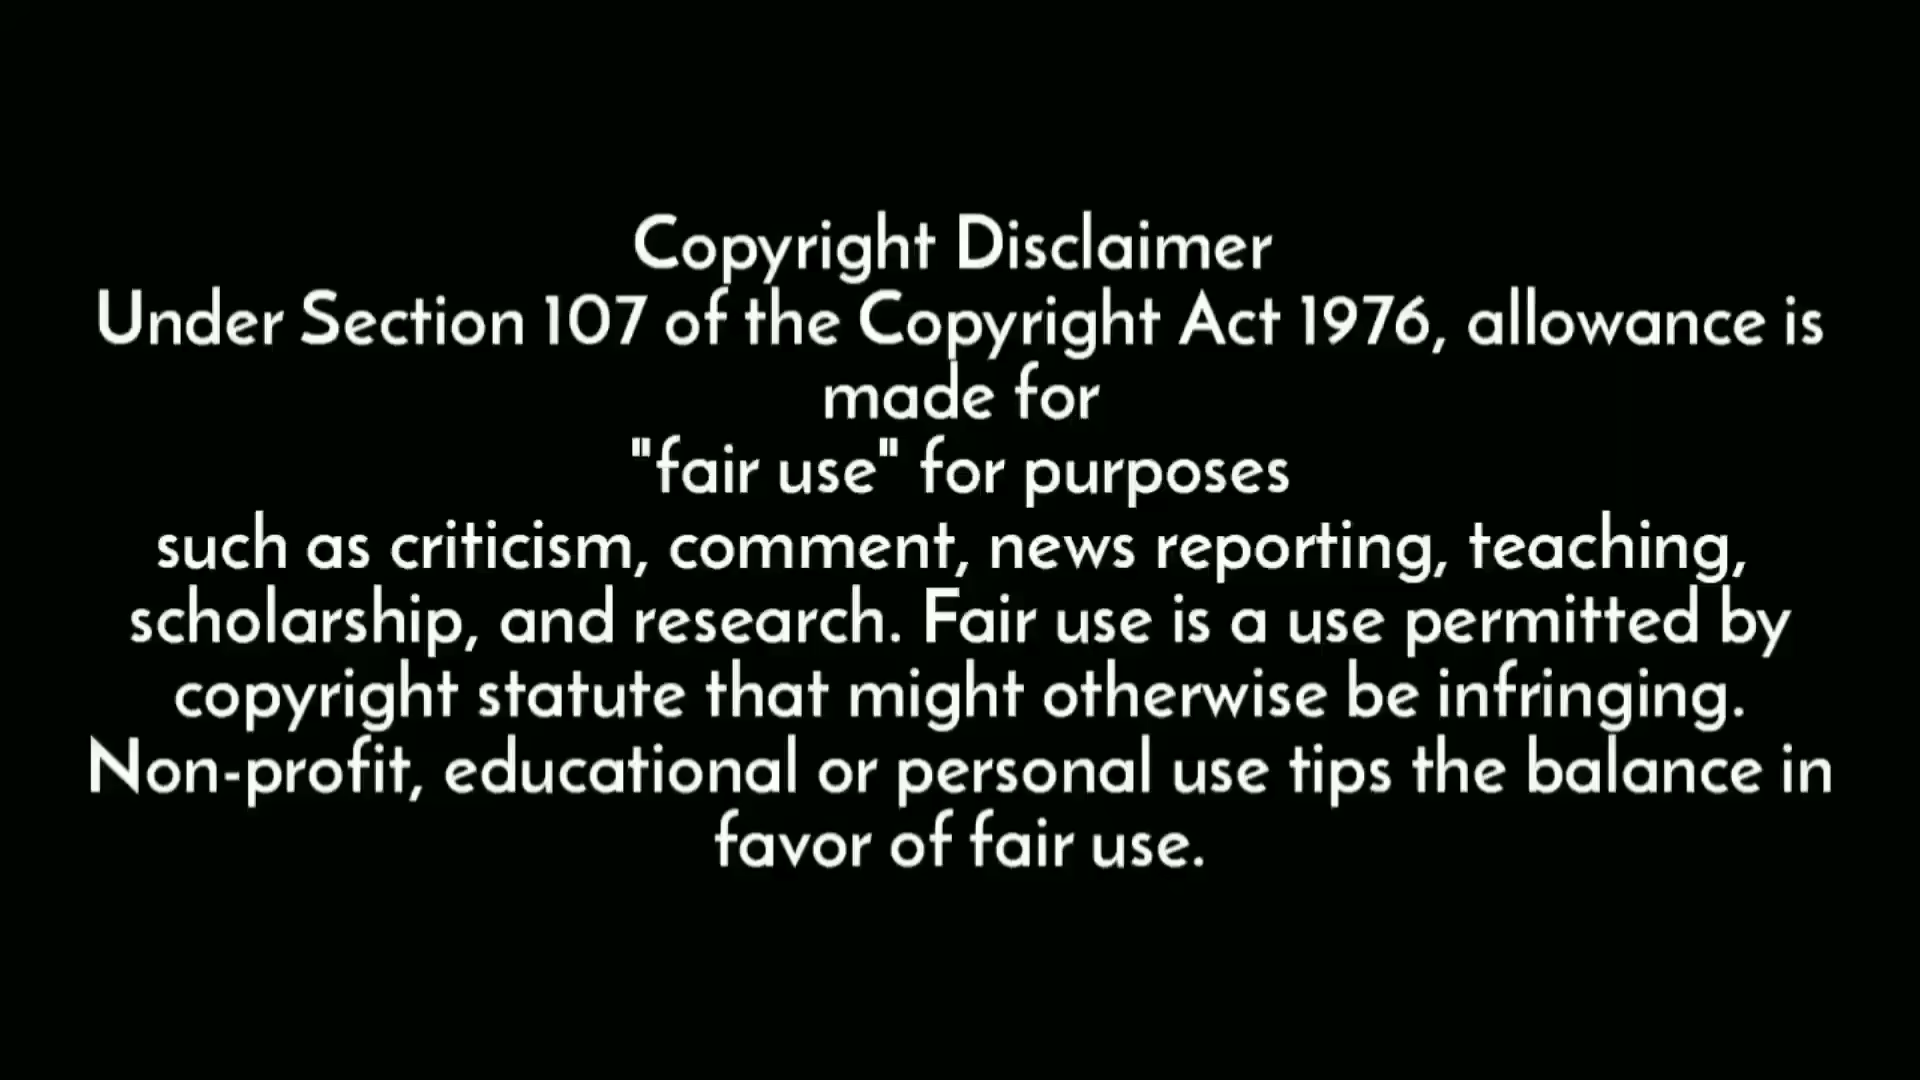 Copyright Disclaimer
Under Section 107 of the Copyright Act 1976, allowance is
made for
"fair use" for purposes
such as criticism, comment, news reporting, teaching,
scholarship, and research. Fair use is a use permitted by
copyright statute that might otherwise be infringing.
Non-profit, educational or personal use tips the balance in
favor of fair use.